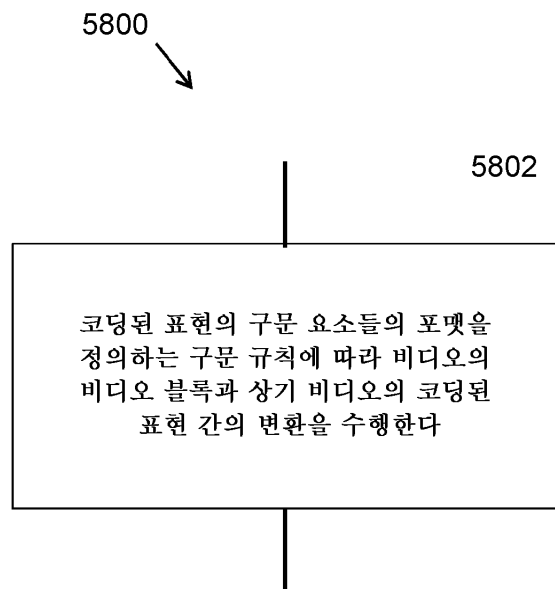 5800
5802
코딩된 표현의 구문 요소들의 포맷을
정의하는 구문 규칙에 따라 비디오의
비디오 블록과 상기 비디오의 코딩된
표현 간의 변환을 수행한다